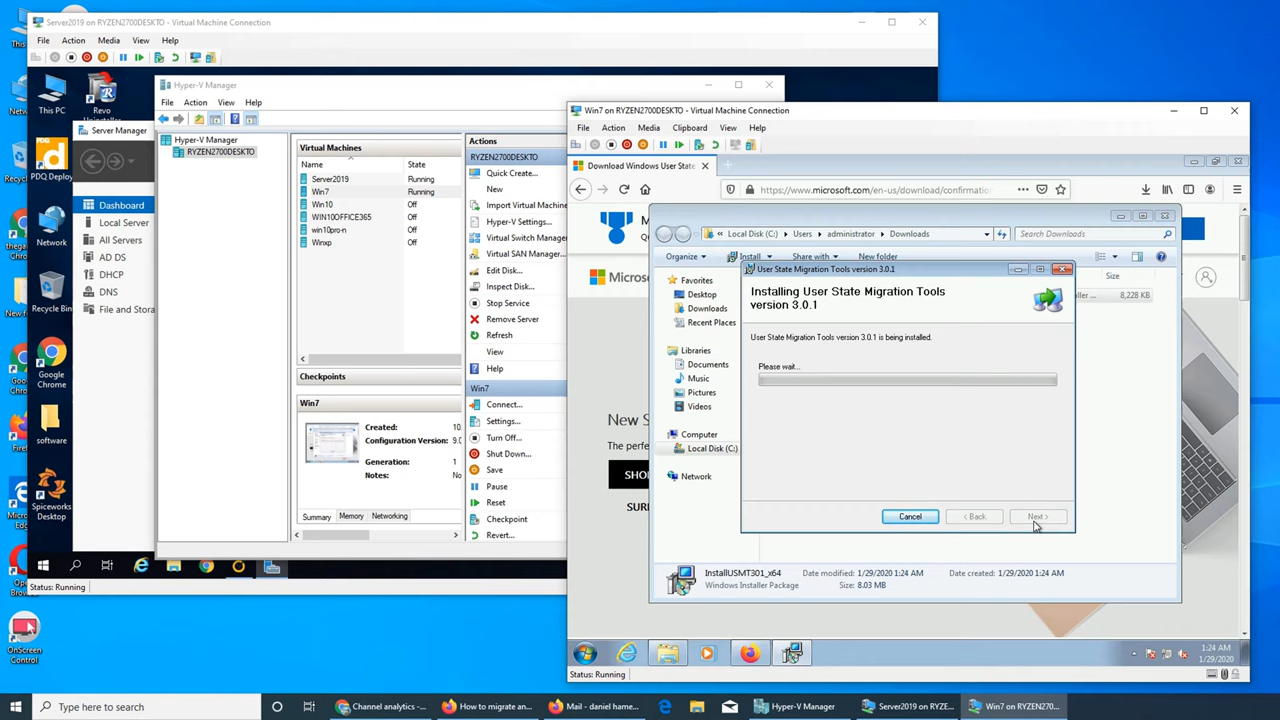 Server2019 on RYZEN2700DESKTO - Virtual Machine Connection
File Action Media View Help
This PC
Revo
Uninstaller
PDQ Deploy
Network
Recycle Bin
Google
Chrome
software
Spiceworks
Desktop
Server Manager
Dashboard
Local Server
All Servers
AD DS
DHCP
DNS
File and Stora
Status: Running
Hyper-V Manager
File Action View Help
Hyper-V Manager
RYZEN2700DESKTO
Virtual Machines
Name State
Server2019 Running
Win7 Running
Win10 Off
WIN10OFFICE365 Off
win10pro-n Off
Winxp Off
Checkpoints
Win7
Created: 10.
Configuration Version: 9.0
Generation: 1
Notes: No
Summary Memory Networking
Actions
RYZEN2700DESKTO
Quick Create...
New
Import Virtual Machine
Hyper-V Settings...
Virtual Switch Manager
Virtual SAN Manager...
Edit Disk...
Inspect Disk...
Stop Service
Remove Server
Refresh
View
Help
Win7
Connect...
Settings...
Turn Off...
Shut Down...
Save
Pause
Reset
Checkpoint
Revert...
Win7 on RYZEN2700DESKTO - Virtual Machine Connection
File Action Media Clipboard View Help
Download Windows User State
https://www.microsoft.com/en-us/download/confirmatio
Microsoft
New S
The perfe
SHO
SUR
Local Disk (C:) Users administrator Downloads
Search Downloads
Organize Install Share with New folder
Favorites
Desktop
Downloads
Recent Places
Libraries
Documents
Music
Pictures
Videos
Computer
Local Disk (C:)
Network
Size
ller ... 8,228 KB
User State Migration Tools version 3.0.1
Installing User State Migration Tools
version 3.0.1
User State Migration Tools version 3.0.1 is being installed.
Please wait...
Cancel < Back Next >
InstallUSMT301_x64 Date modified: 1/29/2020 1:24 AM Date created: 1/29/2020 1:24 AM
Windows Installer Package Size: 8.03 MB
1:24 AM
1/29/2020
Status: Running
OnScreen
Control
Type here to search
Channel analytics -...
How to migrate an...
Mail - daniel hame...
Hyper-V Manager
Server2019 on RYZE...
Win7 on RYZEN270...